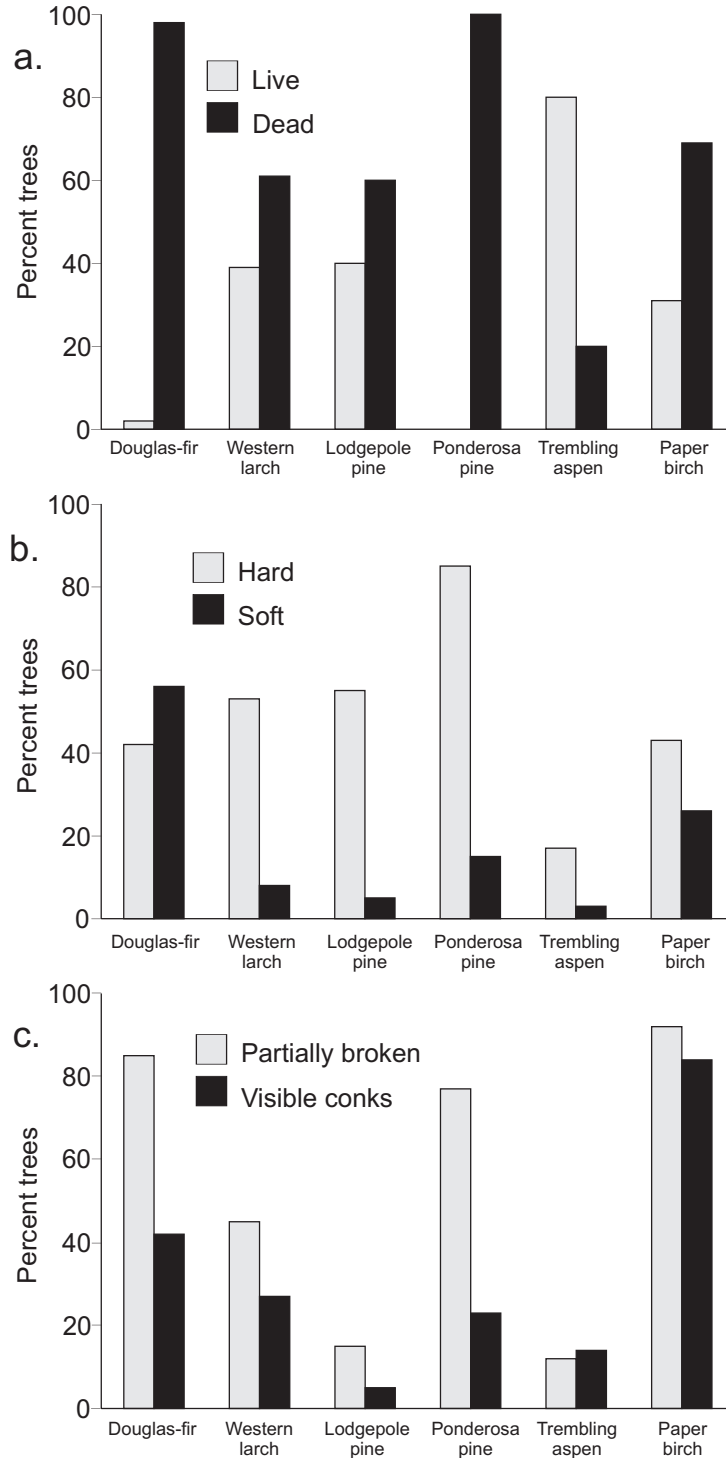 a.
Live
Dead
Percent trees
100
80
60
40
20
0
Douglas-fir
Western
larch
Lodgepole
pine
Ponderosa
pine
Trembling
aspen
Paper
birch
b.
Hard
Soft
Percent trees
100
80
60
40
20
0
Douglas-fir
Western
larch
Lodgepole
pine
Ponderosa
pine
Trembling
aspen
Paper
birch
c.
Partially broken
Visible conks
Percent trees
100
80
60
40
20
0
Douglas-fir
Western
larch
Lodgepole
pine
Ponderosa
pine
Trembling
aspen
Paper
birch